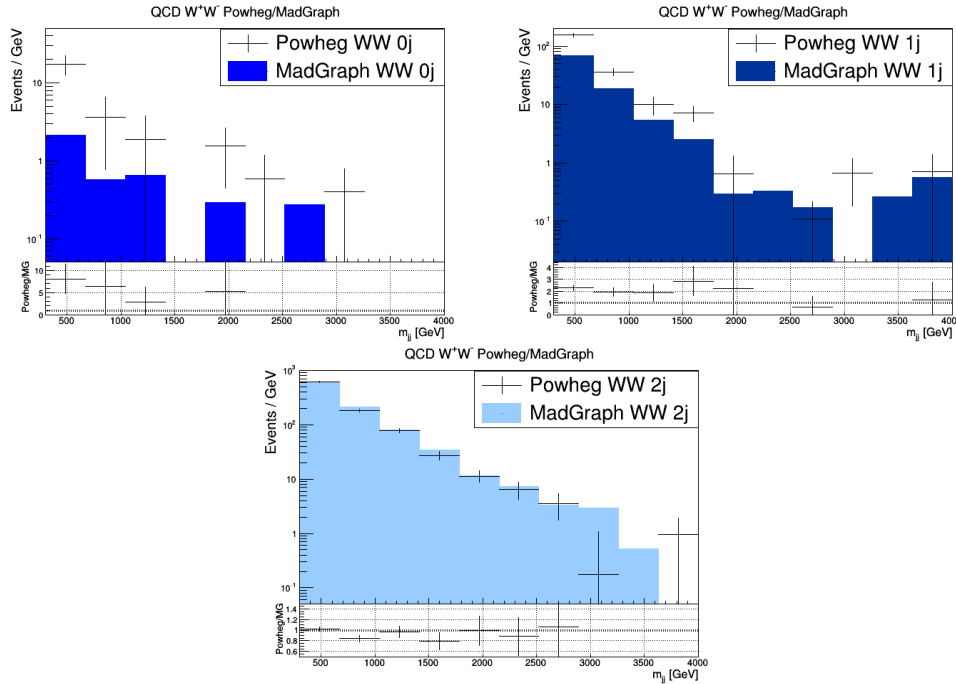 QCD W⁺W⁻ Powheg/MadGraph
Events / GeV
10
1
10⁻¹
Powheg WW 0j
MadGraph WW 0j
Powheg/MG
10
5
0
500 1000 1500 2000 2500 3000 3500 4000
m_jj [GeV]
QCD W⁺W⁻ Powheg/MadGraph
Events / GeV
10²
10
1
10⁻¹
Powheg WW 1j
MadGraph WW 1j
Powheg/MG
4
3
2
1
0
500 1000 1500 2000 2500 3000 3500 4000
m_jj [GeV]
QCD W⁺W⁻ Powheg/MadGraph
Events / GeV
10³
10²
10
1
10⁻¹
Powheg WW 2j
MadGraph WW 2j
Powheg/MG
1.4
1.2
1
0.8
0.6
500 1000 1500 2000 2500 3000 3500 4000
m_jj [GeV]